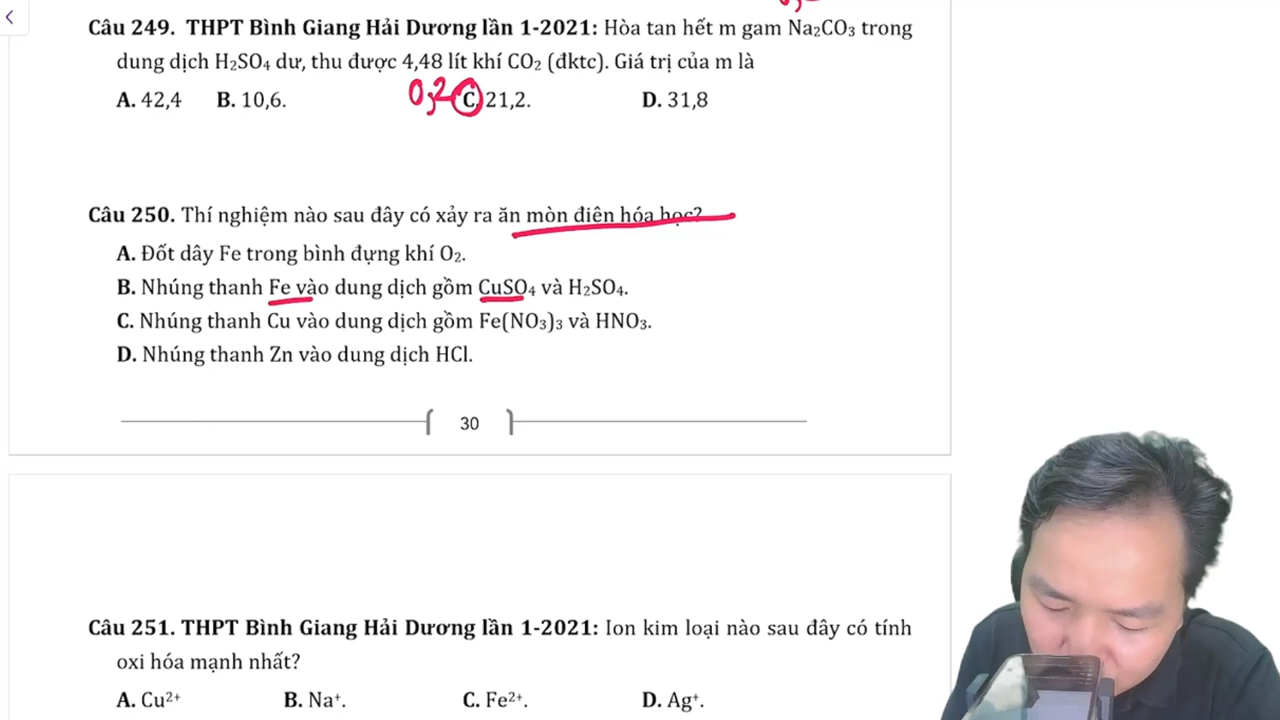 Câu 249. THPT Bình Giang Hải Dương lần 1-2021: Hòa tan hết m gam Na₂CO₃ trong
dung dịch H₂SO₄ dư, thu được 4,48 lít khí CO₂ (đktc). Giá trị của m là
A. 42,4 B. 10,6. 0,2 C. 21,2. D. 31,8
Câu 250. Thí nghiệm nào sau đây có xảy ra ăn mòn điên hóa học?
A. Đốt dây Fe trong bình đựng khí O₂.
B. Nhúng thanh Fe vào dung dịch gồm CuSO₄ và H₂SO₄.
C. Nhúng thanh Cu vào dung dịch gồm Fe(NO₃)₃ và HNO₃.
D. Nhúng thanh Zn vào dung dịch HCl.
30
Câu 251. THPT Bình Giang Hải Dương lần 1-2021: Ion kim loại nào sau đây có tính
oxi hóa mạnh nhất?
A. Cu²⁺ B. Na⁺. C. Fe²⁺. D. Ag⁺.